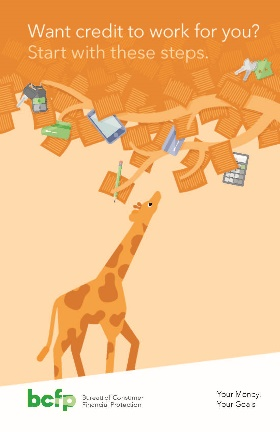 Want credit to work for you?
Start with these steps.
bcfp
Bureau of Consumer
Financial Protection
Your Money,
Your Goals